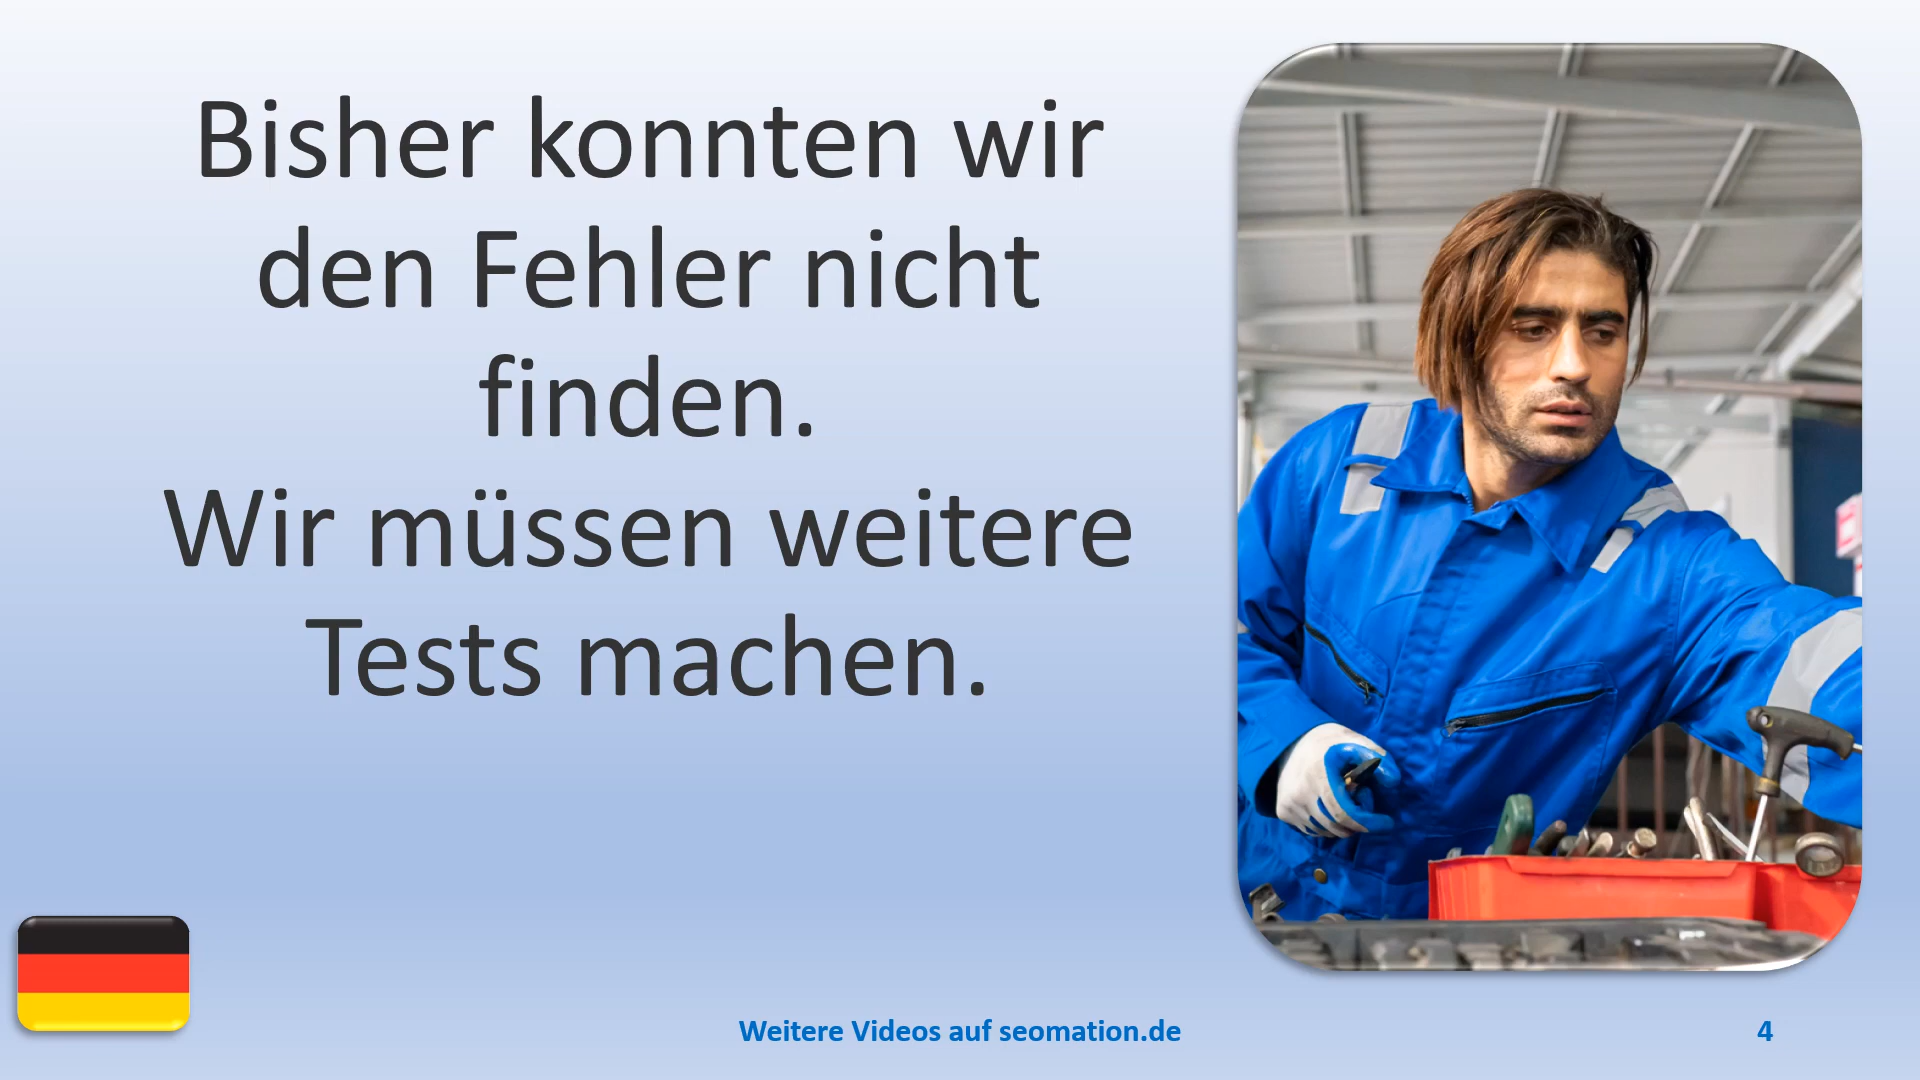 Bisher konnten wir
den Fehler nicht
finden.
Wir müssen weitere
Tests machen.
Weitere Videos auf seomation.de
4